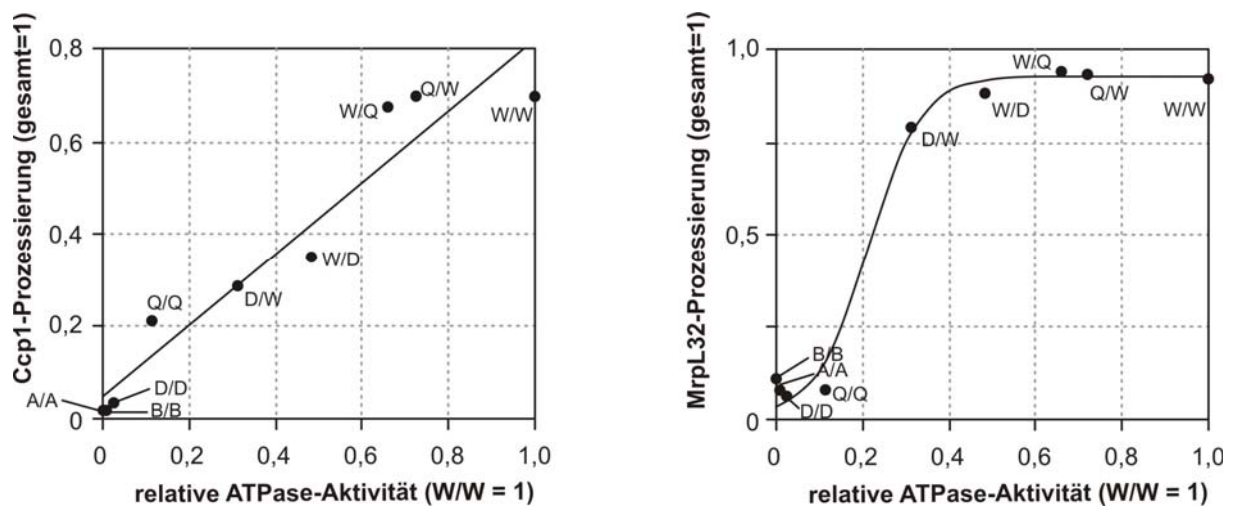 Ccp1-Prozessierung (gesamt=1)
0,8
0,6
0,4
0,2
0
W/Q
Q/W
W/W
W/D
D/W
Q/Q
D/D
A/A
B/B
0
0,2
0,4
0,6
0,8
1,0
relative ATPase-Aktivität (W/W = 1)
MrpL32-Prozessierung (gesamt=1)
1,0
0,5
0
W/Q
Q/W
W/W
W/D
D/W
B/B
A/A
Q/Q
D/D
0
0,2
0,4
0,6
0,8
1,0
relative ATPase-Aktivität (W/W = 1)